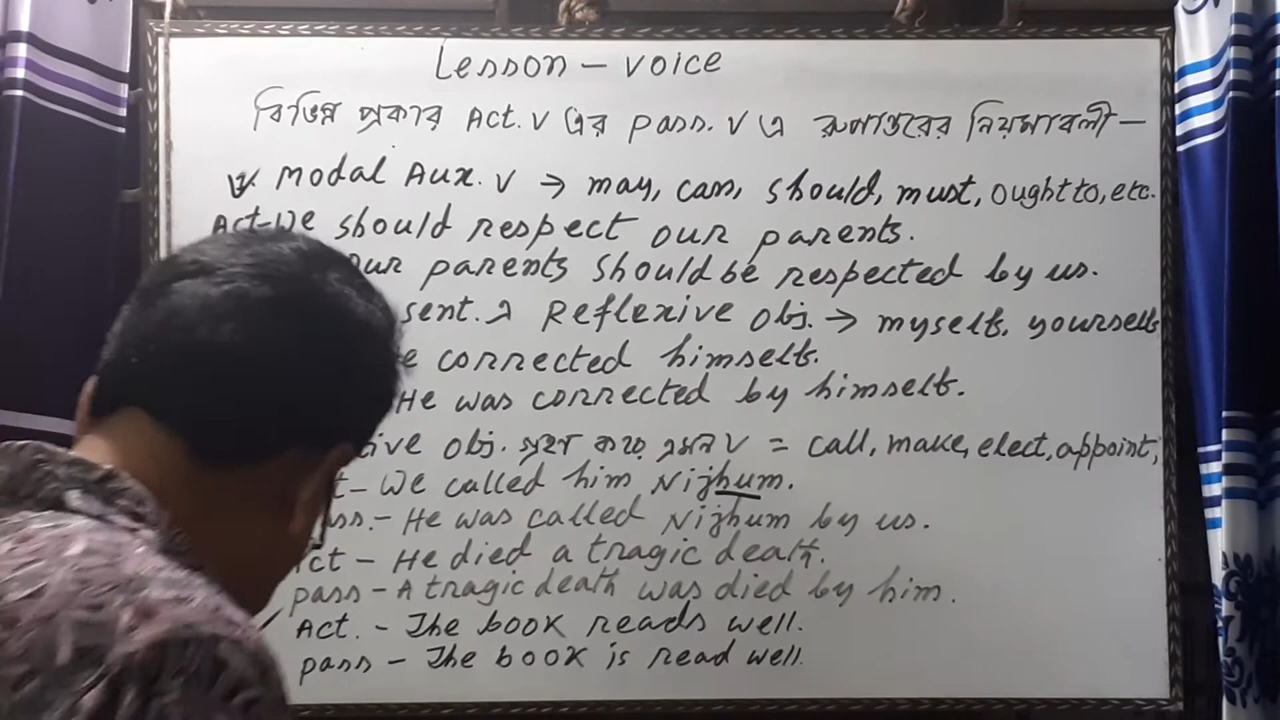 Lesson - voice
বিভিন্ন প্রকার Act. v এর pass. v এ রুপান্তরের নিয়মাবলী —
Modal Aux. v → may, can, should, must, ought to, etc.
Act-We should respect our parents.
our parents should be respected by us.
sent. এ Reflexive obj. → myself, yourself
corrected himself.
He was corrected by himself.
obj. গ্রহণ করে এমন v = call, make, elect, appoint,
We called him Nijhum.
He was called Nijhum by us.
Act - He died a tragic death.
pass - A tragic death was died by him.
Act. - The book reads well.
pass - The book is read well.